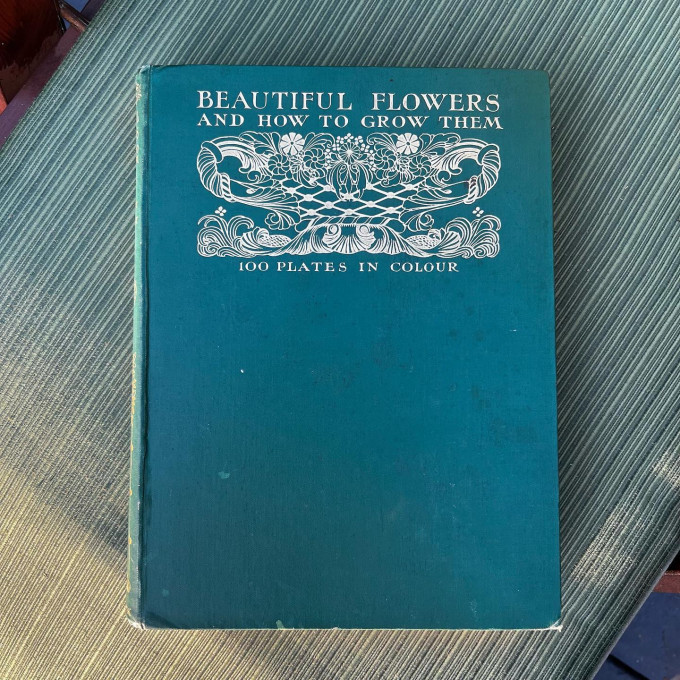 BEAUTIFUL FLOWERS
AND HOW TO GROW THEM
100 PLATES IN COLOUR